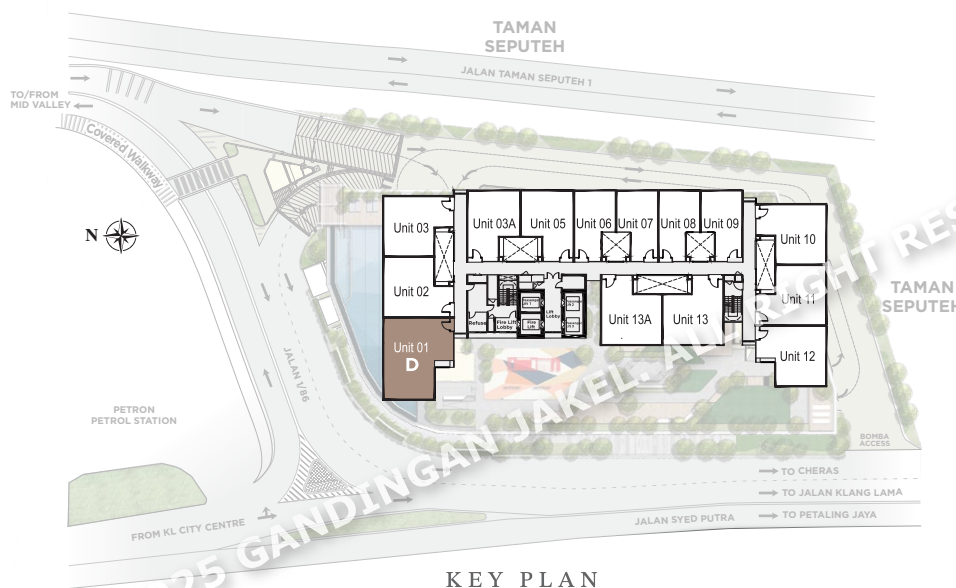 TAMAN
SEPUTEH
JALAN TAMAN SEPUTEH 1
TO/FROM
MID VALLEY
Covered Walkway
N
Unit 03
Unit 03A
Unit 05
Unit 06
Unit 07
Unit 08
Unit 09
Unit 10
Unit 02
Unit 11
TAMAN
SEPUTEH
Refuse
Fire Lift
Lobby
Fire
Lift
Lift
Lobby
Unit 13A
Unit 13
Unit 01
D
Unit 12
JALAN 1/86
PETRON
PETROL STATION
BOMBA
ACCESS
TO CHERAS
TO JALAN KLANG LAMA
FROM KL CITY CENTRE
JALAN SYED PUTRA
TO PETALING JAYA
25 GANDINGAN JAKEL. ALL RIGHT RES
KEY PLAN